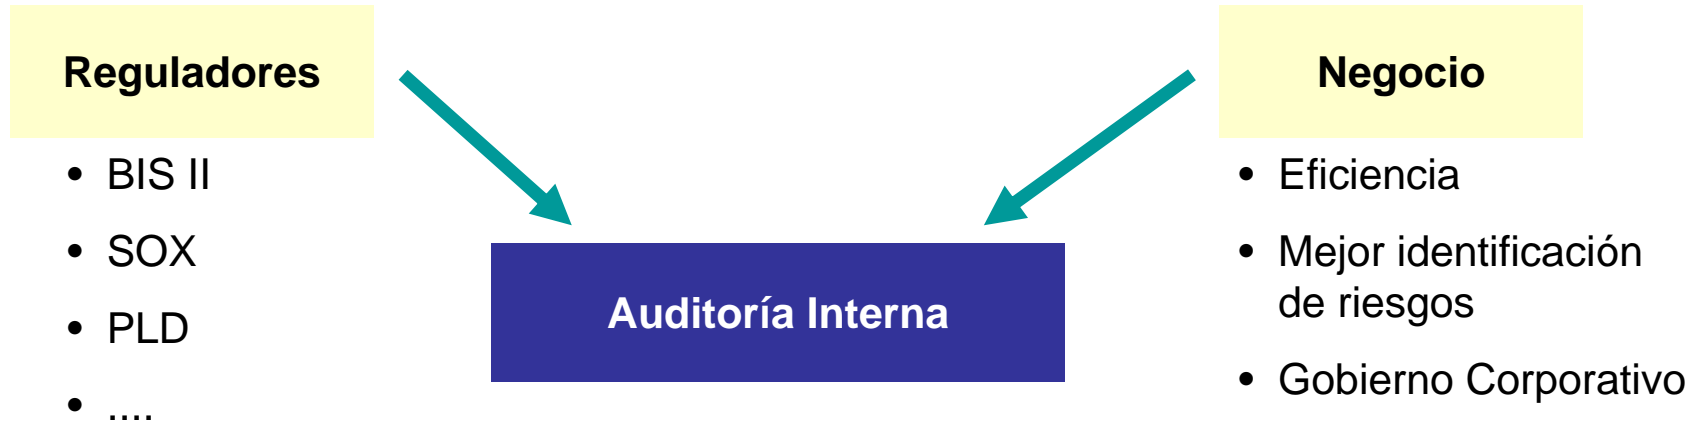 Reguladores
• BIS II
• SOX
• PLD
• ....
Auditoría Interna
Negocio
• Eficiencia
• Mejor identificación
de riesgos
• Gobierno Corporativo